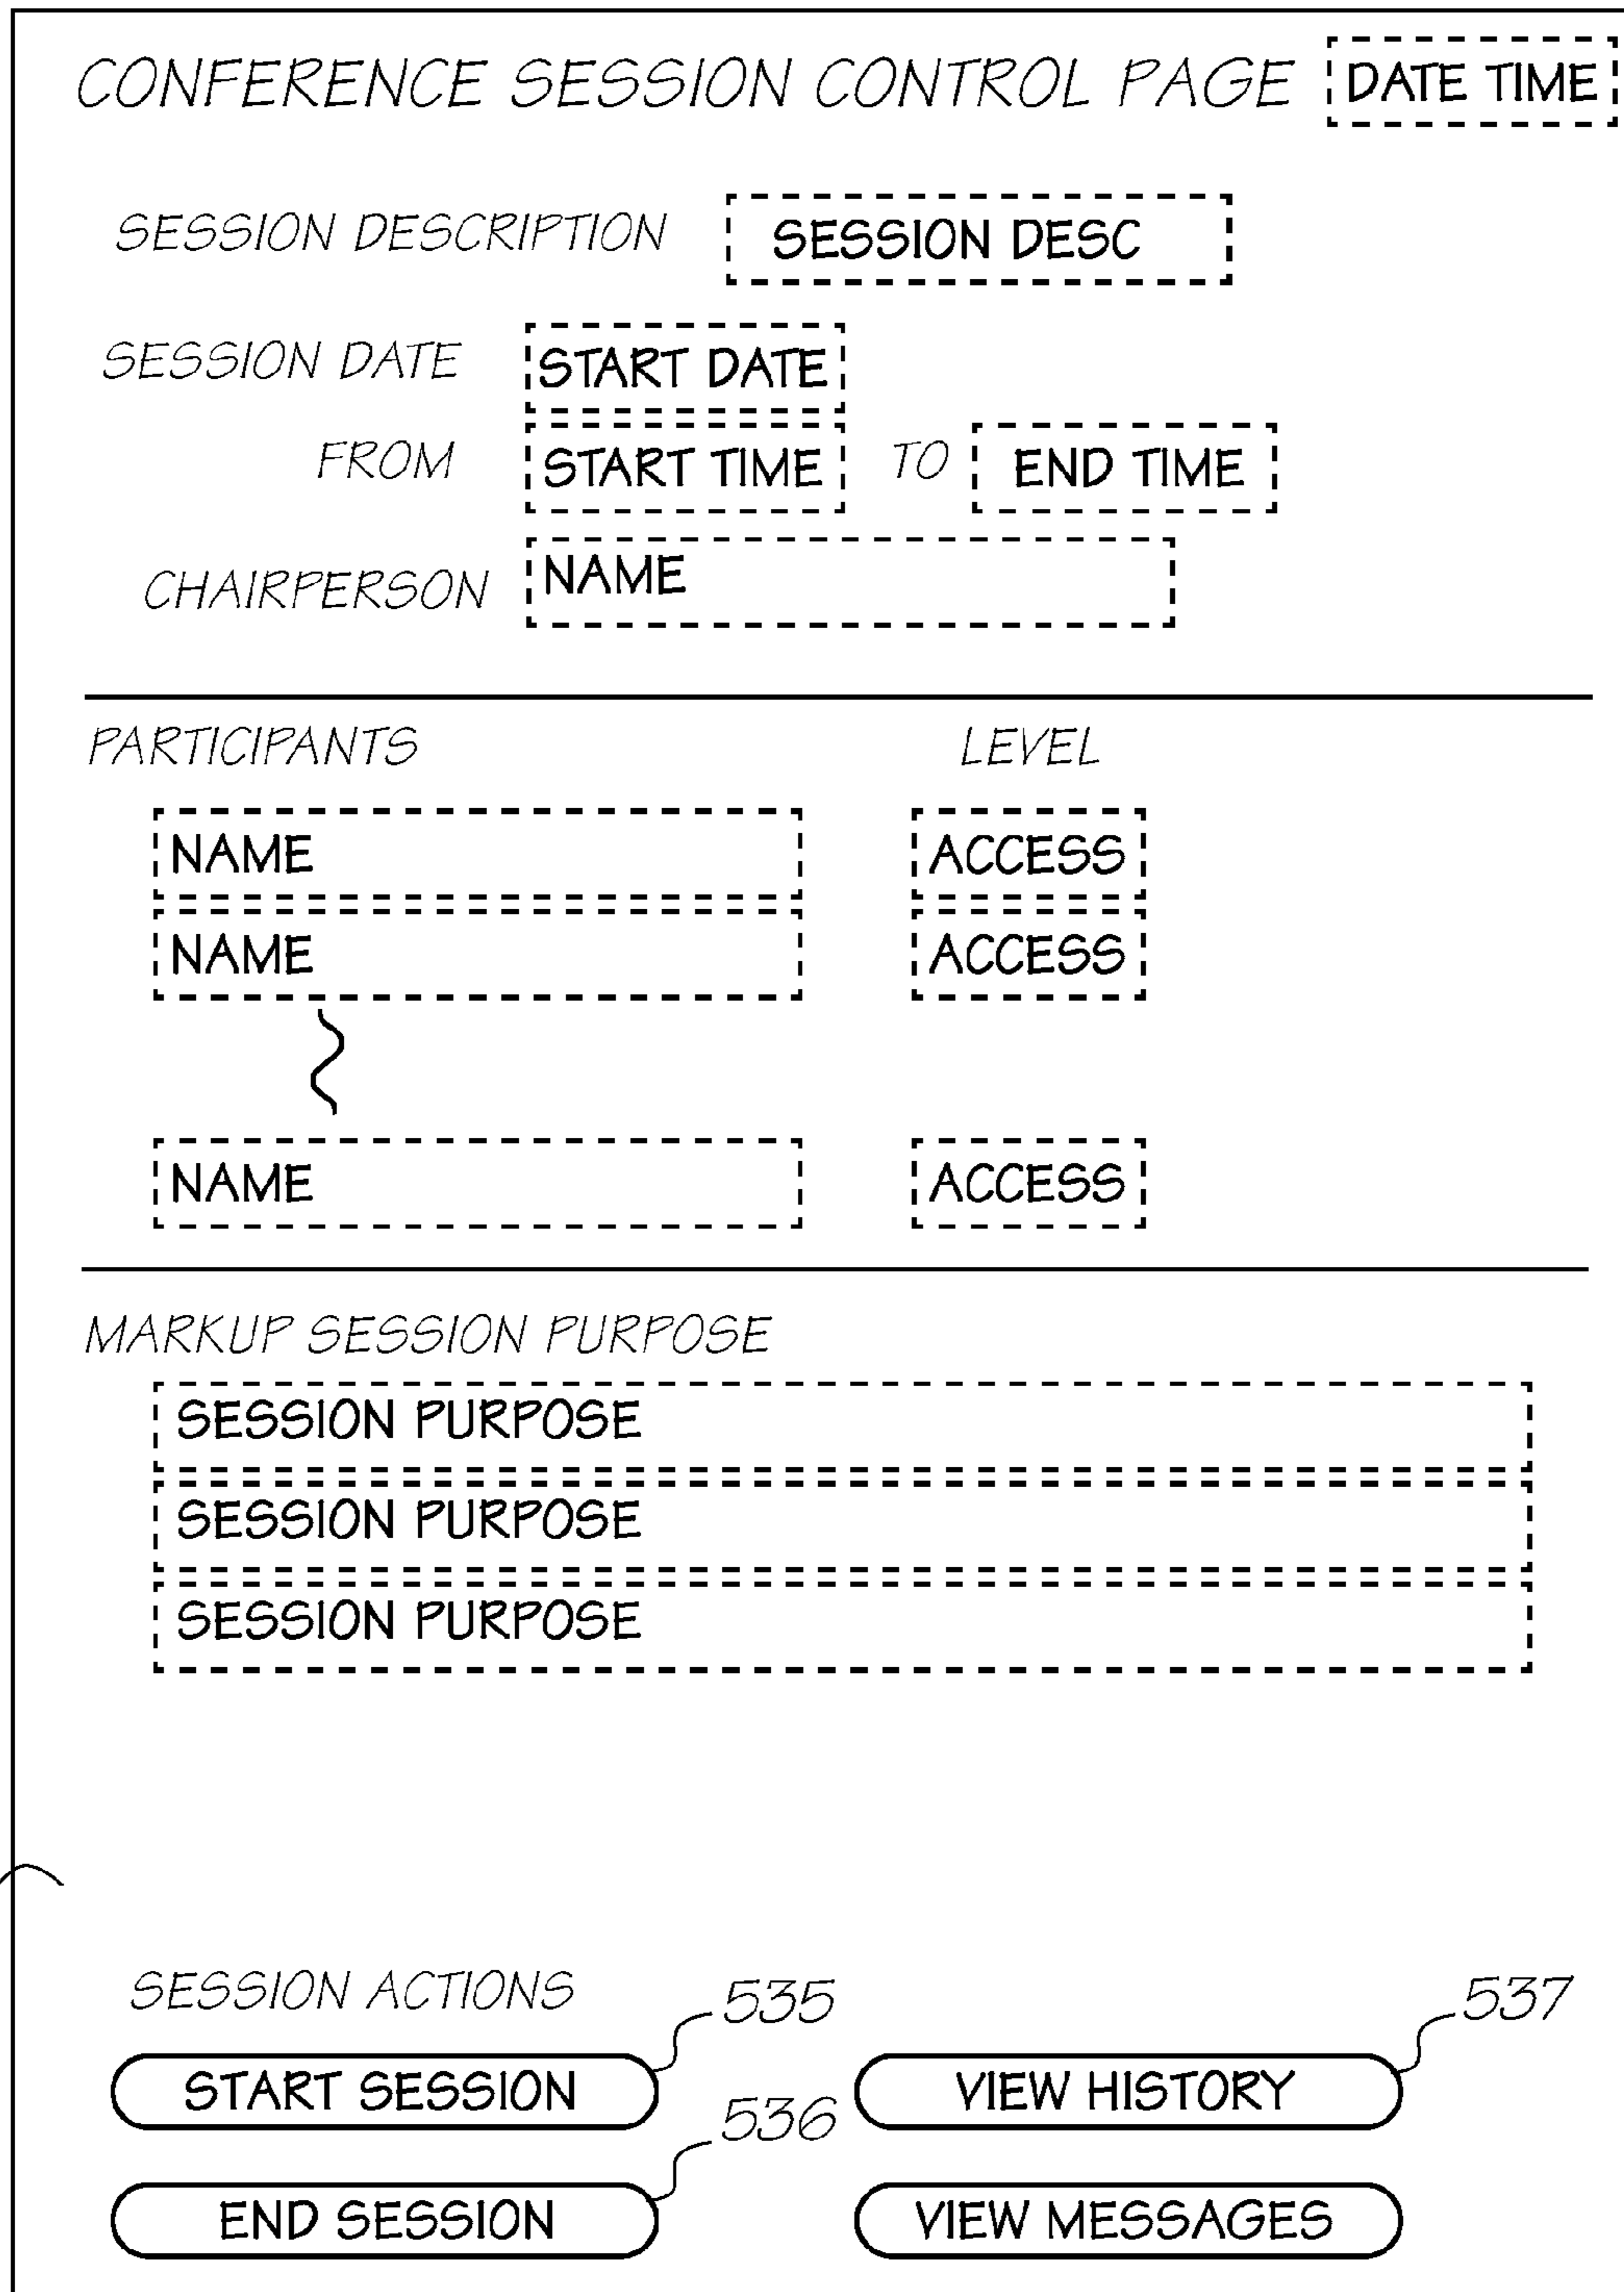 CONFERENCE SESSION CONTROL PAGE DATE TIME
SESSION DESCRIPTION SESSION DESC
SESSION DATE START DATE
FROM START TIME TO END TIME
CHAIRPERSON NAME
PARTICIPANTS LEVEL
NAME ACCESS
NAME ACCESS
NAME ACCESS
MARKUP SESSION PURPOSE
SESSION PURPOSE
SESSION PURPOSE
SESSION PURPOSE
SESSION ACTIONS 535 537
START SESSION VIEW HISTORY
536
END SESSION VIEW MESSAGES